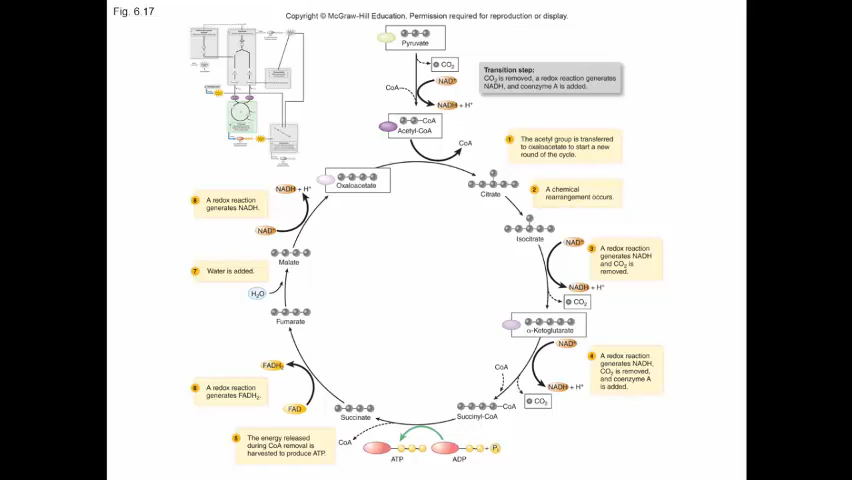 Fig. 6.17
Copyright © McGraw-Hill Education. Permission required for reproduction or display.
Pyruvate
CO2
CoA
NAD+
NADH + H+
Transition step:
CO2 is removed, a redox reaction generates
NADH, and coenzyme A is added.
CoA
Acetyl-CoA
CoA
1 The acetyl group is transferred
to oxaloacetate to start a new
round of the cycle.
Oxaloacetate
Citrate
2 A chemical
rearrangement occurs.
Isocitrate
NAD+
NADH + H+
CO2
3 A redox reaction
generates NADH
and CO2 is
removed.
α-Ketoglutarate
NAD+
NADH + H+
CoA
CO2
4 A redox reaction
generates NADH,
CO2 is removed,
and coenzyme A
is added.
CoA
Succinyl-CoA
CoA
ATP
ADP
+ Pi
5 The energy released
during CoA removal is
harvested to produce ATP.
Succinate
FAD
FADH2
6 A redox reaction
generates FADH2.
Fumarate
H2O
7 Water is added.
Malate
NAD+
NADH + H+
8 A redox reaction
generates NADH.